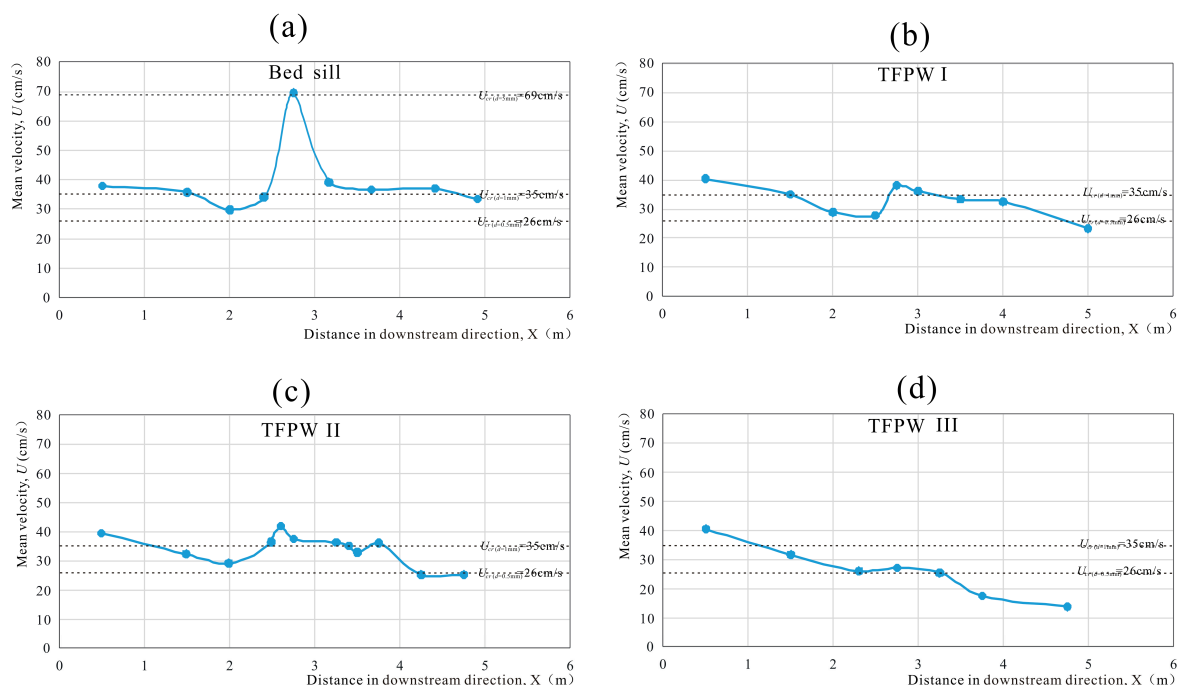 (a)
Bed sill
Mean velocity, U (cm/s)
80
70
60
50
40
30
20
10
0
Ucr(d=5mm)=69cm/s
Ucr(d=1mm)=35cm/s
Ucr(d=0.5mm)=26cm/s
0 1 2 3 4 5 6
Distance in downstream direction, X（m）
(b)
TFPW I
Mean velocity, U (cm/s)
80
70
60
50
40
30
20
10
0
Ucr(d=1mm)=35cm/s
Ucr(d=0.5mm)=26cm/s
0 1 2 3 4 5 6
Distance in downstream direction, X（m）
(c)
TFPW II
Mean velocity, U (cm/s)
80
70
60
50
40
30
20
10
0
Ucr(d=1mm)=35cm/s
Ucr(d=0.5mm)=26cm/s
0 1 2 3 4 5 6
Distance in downstream direction, X（m）
(d)
TFPW III
Mean velocity, U (cm/s)
80
70
60
50
40
30
20
10
0
Ucr(d=1mm)=35cm/s
Ucr(d=0.5mm)=26cm/s
0 1 2 3 4 5 6
Distance in downstream direction, X（m）